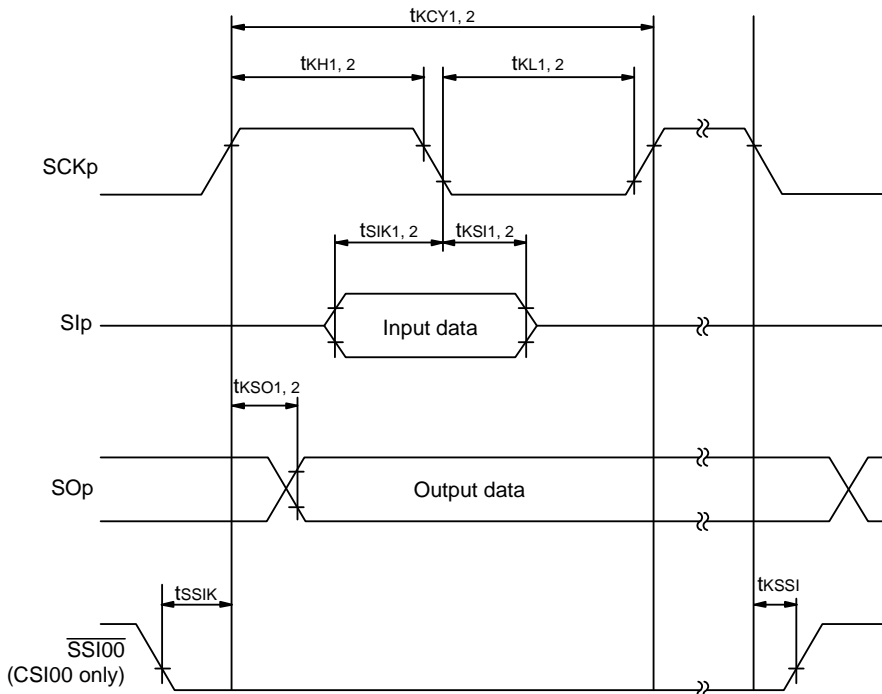 tKCY1, 2
tKH1, 2
tKL1, 2
SCKp
tSIK1, 2
tKSI1, 2
SIp
Input data
tKSO1, 2
SOp
Output data
tSSIK
tKSSI
SSI00
(CSI00 only)